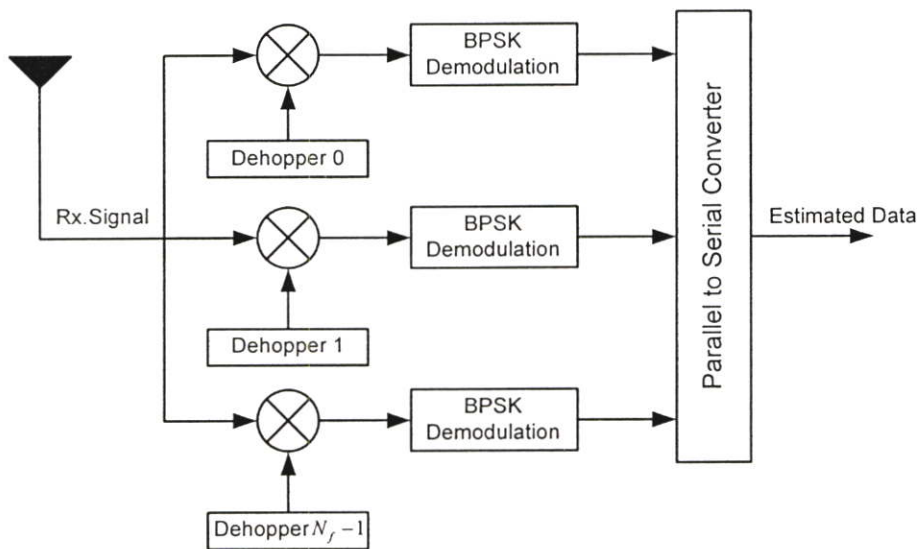 BPSK
Demodulation
Dehopper 0
Rx.Signal
BPSK
Demodulation
Dehopper 1
BPSK
Demodulation
Dehopper N_f −1
Parallel to Serial Converter
Estimated Data